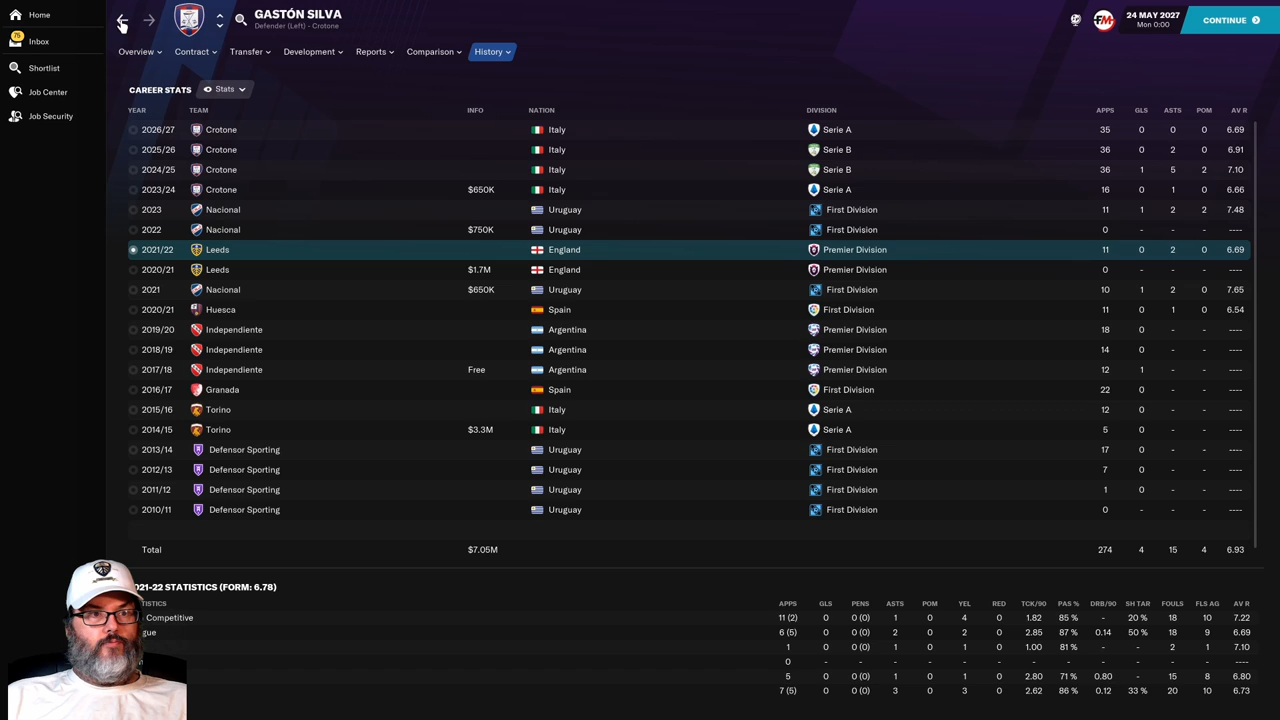 Home
75
Inbox
Shortlist
Job Center
Job Security
GASTÓN SILVA
Defender (Left) - Crotone
FM
24 MAY 2027
Mon 0:00
CONTINUE
Overview Contract Transfer Development Reports Comparison History
CAREER STATS Stats
YEAR TEAM INFO NATION DIVISION APPS GLS ASTS POM AV R
2026/27 Crotone Italy Serie A 35 0 0 0 6.69
2025/26 Crotone Italy Serie B 36 0 2 0 6.91
2024/25 Crotone Italy Serie B 36 1 5 2 7.10
2023/24 Crotone $650K Italy Serie A 16 0 1 0 6.66
2023 Nacional Uruguay First Division 11 1 2 2 7.48
2022 Nacional $750K Uruguay First Division 0 - - - ----
2021/22 Leeds England Premier Division 11 0 2 0 6.69
2020/21 Leeds $1.7M England Premier Division 0 - - - ----
2021 Nacional $650K Uruguay First Division 10 1 2 0 7.65
2020/21 Huesca Spain First Division 11 0 1 0 6.54
2019/20 Independiente Argentina Premier Division 18 0 - - ----
2018/19 Independiente Argentina Premier Division 14 0 - - ----
2017/18 Independiente Free Argentina Premier Division 12 1 - - ----
2016/17 Granada Spain First Division 22 0 - - ----
2015/16 Torino Italy Serie A 12 0 - - ----
2014/15 Torino $3.3M Italy Serie A 5 0 - - ----
2013/14 Defensor Sporting Uruguay First Division 17 0 - - ----
2012/13 Defensor Sporting Uruguay First Division 7 0 - - ----
2011/12 Defensor Sporting Uruguay First Division 1 0 - - ----
2010/11 Defensor Sporting Uruguay First Division 0 - - - ----
Total $7.05M 274 4 15 4 6.93
021-22 STATISTICS (FORM: 6.78)
TISTICS APPS GLS PENS ASTS POM YEL RED TCK/90 PAS % DRB/90 SH TAR FOULS FLS AG AV R
Competitive 11 (2) 0 0 (0) 1 0 4 0 1.82 85 % - 20 % 18 10 7.22
gue 6 (5) 0 0 (0) 2 0 2 0 2.85 87 % 0.14 50 % 18 9 6.69
1 0 0 (0) 1 0 1 0 1.00 81 % - - 2 1 7.10
0 - - - - - - - - - - - - ----
5 0 0 (0) 1 0 1 0 2.80 71 % 0.80 - 15 8 6.80
7 (5) 0 0 (0) 3 0 3 0 2.62 86 % 0.12 33 % 20 10 6.73